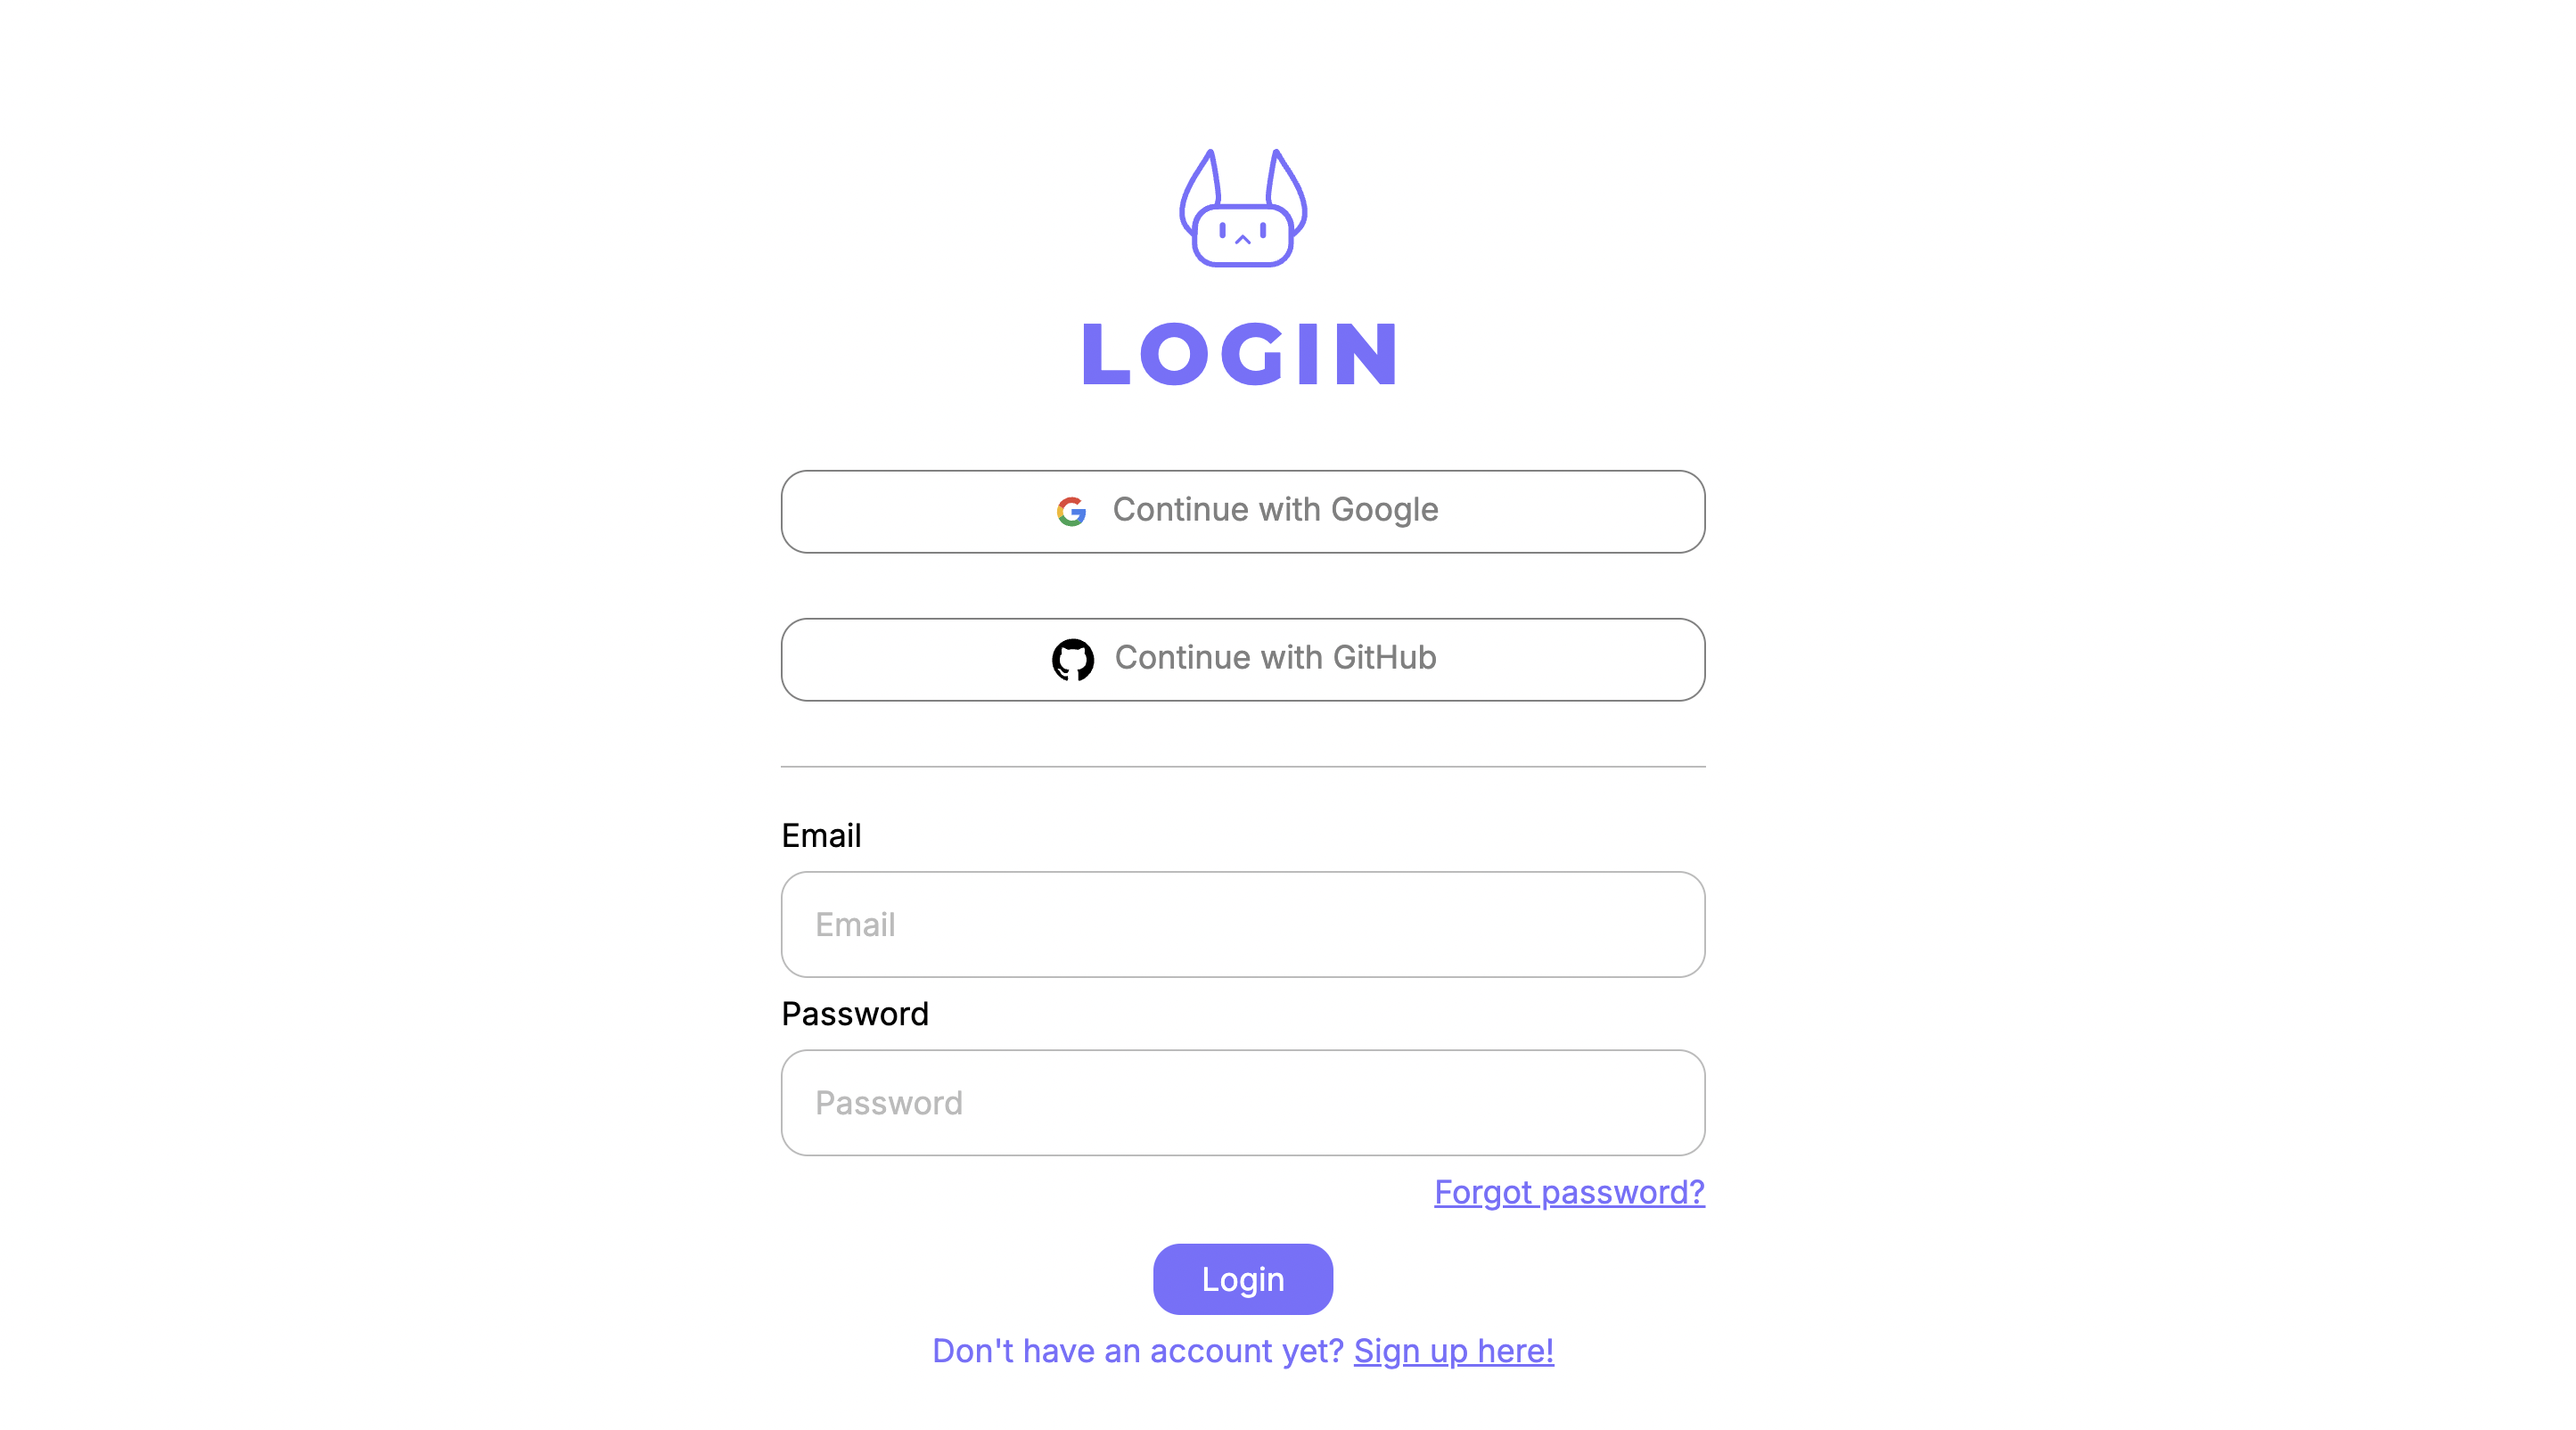 LOGIN
Continue with Google
Continue with GitHub
Email
Email
Password
Password
Forgot password?
Login
Don't have an account yet? Sign up here!